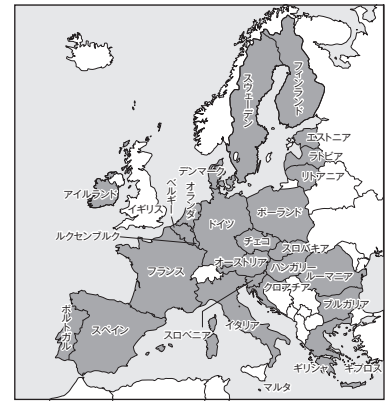 フィンランド
スウェーデン
エストニア
ラトビア
リトアニア
デンマーク
アイルランド
イギリス
オランダ
ベルギー
ドイツ
ポーランド
ルクセンブルク
チェコ
スロバキア
フランス
オーストリア
ハンガリー
ルーマニア
クロアチア
ブルガリア
ポルトガル
スペイン
スロベニア
イタリア
ギリシャ
キプロス
マルタ